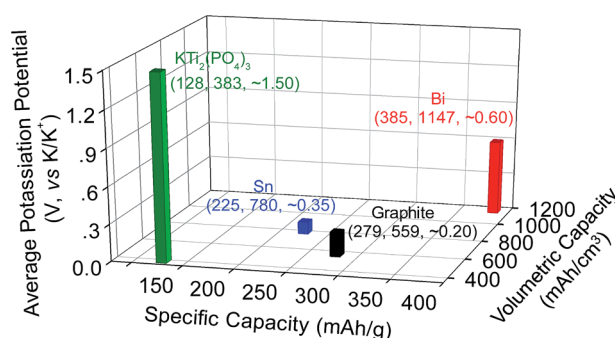 Average Potassiation Potential
(V, vs K/K⁺)
1.5
1.2
.9
.6
.3
0.0
KTi₂(PO₄)₃
(128, 383, ~1.50)
Bi
(385, 1147, ~0.60)
Sn
(225, 780, ~0.35)
Graphite
(279, 559, ~0.20)
150
200
250
300
350
400
Specific Capacity (mAh/g)
1200
1000
800
600
400
Volumetric Capacity
(mAh/cm³)